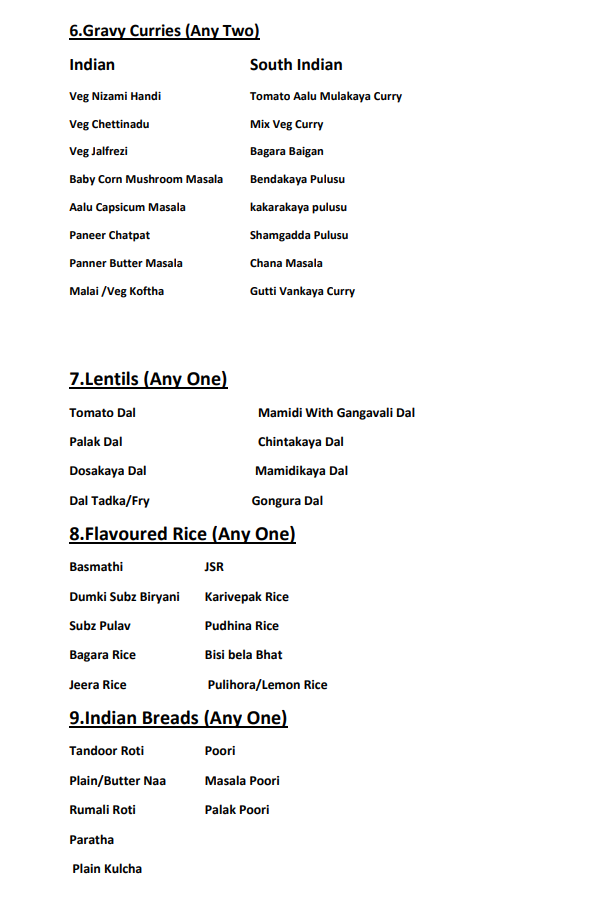 6.Gravy Curries (Any Two)
Indian South Indian
Veg Nizami Handi Tomato Aalu Mulakaya Curry
Veg Chettinadu Mix Veg Curry
Veg Jalfrezi Bagara Baigan
Baby Corn Mushroom Masala Bendakaya Pulusu
Aalu Capsicum Masala kakarakaya pulusu
Paneer Chatpat Shamgadda Pulusu
Panner Butter Masala Chana Masala
Malai /Veg Koftha Gutti Vankaya Curry
7.Lentils (Any One)
Tomato Dal Mamidi With Gangavali Dal
Palak Dal Chintakaya Dal
Dosakaya Dal Mamidikaya Dal
Dal Tadka/Fry Gongura Dal
8.Flavoured Rice (Any One)
Basmathi JSR
Dumki Subz Biryani Karivepak Rice
Subz Pulav Pudhina Rice
Bagara Rice Bisi bela Bhat
Jeera Rice Pulihora/Lemon Rice
9.Indian Breads (Any One)
Tandoor Roti Poori
Plain/Butter Naa Masala Poori
Rumali Roti Palak Poori
Paratha
Plain Kulcha